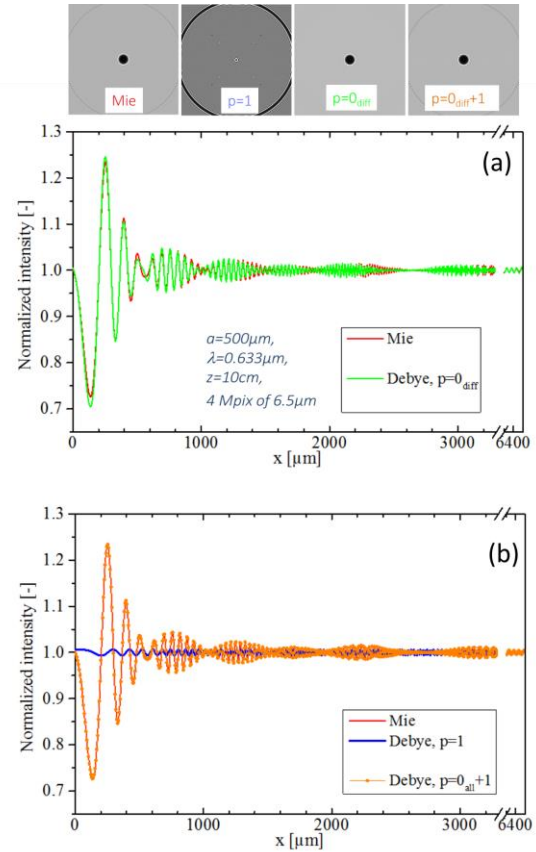 Mie
p=1
p=0diff
p=0diff+1
(a)
1.3
1.2
1.1
1.0
0.9
0.8
0.7
Normalized intensity [-]
a=500µm,
λ=0.633µm,
z=10cm,
4 Mpix of 6.5µm
Mie
Debye, p=0diff
0
1000
2000
3000
6400
x [µm]
(b)
1.3
1.2
1.1
1.0
0.9
0.8
0.7
Normalized intensity [-]
Mie
Debye, p=1
Debye, p=0all+1
0
1000
2000
3000
6400
x [µm]